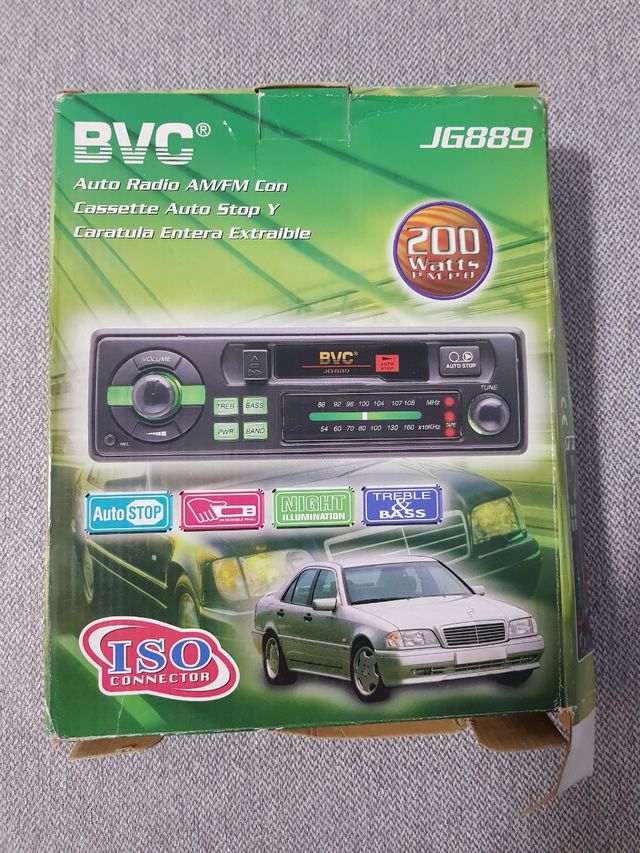 BVC®
JG889
Auto Radio AM/FM Con
Cassette Auto Stop Y
Caratula Entera Extraible
200
Watts
P.M.P.O
VOLUME
BVC®
JG889
AUTO
STOP
AUTO STOP
TUNE
TREB
BASS
PWR
BAND
REL
88 92 96 100 104 107 108 MHz
54 60 70 80 100 130 160 x10KHz
TAPE
Auto STOP
NIGHT
ILLUMINATION
TREBLE
&
BASS
ISO
CONNECTOR